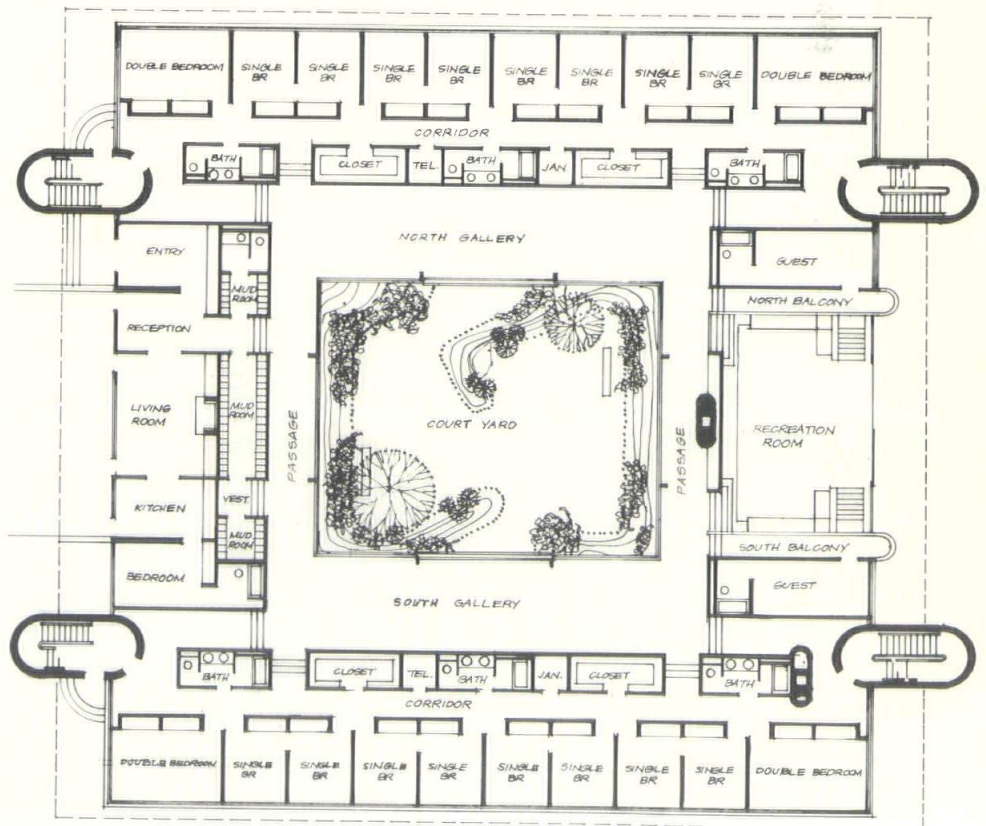 DOUBLE BEDROOM
SINGLE
BR
SINGLE
BR
SINGLE
BR
SINGLE
BR
SINGLE
BR
SINGLE
BR
SINGLE
BR
SINGLE
BR
DOUBLE BEDROOM
CORRIDOR
BATH
CLOSET
TEL.
BATH
JAN.
CLOSET
BATH
NORTH GALLERY
ENTRY
MUD
ROOM
GUEST
NORTH BALCONY
RECEPTION
LIVING
ROOM
MUD
ROOM
PASSAGE
COURT YARD
PASSAGE
RECREATION
ROOM
KITCHEN
VEST.
MUD
ROOM
SOUTH BALCONY
BEDROOM
GUEST
SOUTH GALLERY
BATH
CLOSET
TEL.
BATH
JAN.
CLOSET
BATH
CORRIDOR
DOUBLE BEDROOM
SINGLE
BR
SINGLE
BR
SINGLE
BR
SINGLE
BR
SINGLE
BR
SINGLE
BR
SINGLE
BR
SINGLE
BR
DOUBLE BEDROOM